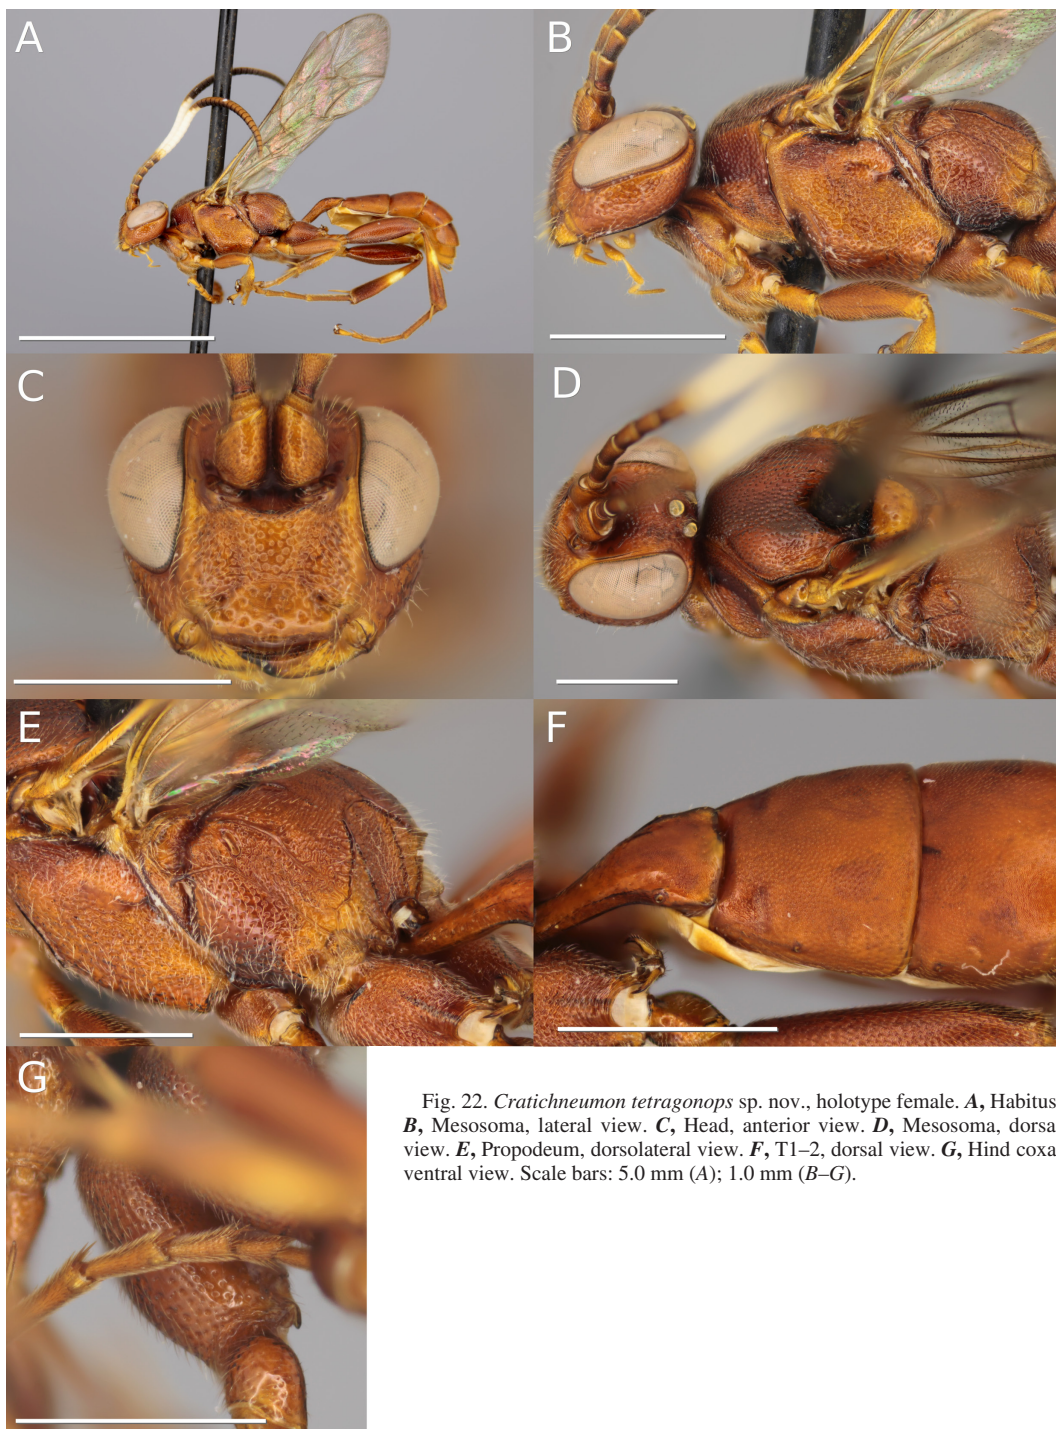 A
B
C
D
E
F
G
Fig. 22. Cratichneumon tetragonops sp. nov., holotype female. A, Habitus
B, Mesosoma, lateral view. C, Head, anterior view. D, Mesosoma, dorsa
view. E, Propodeum, dorsolateral view. F, T1–2, dorsal view. G, Hind coxa
ventral view. Scale bars: 5.0 mm (A); 1.0 mm (B–G).